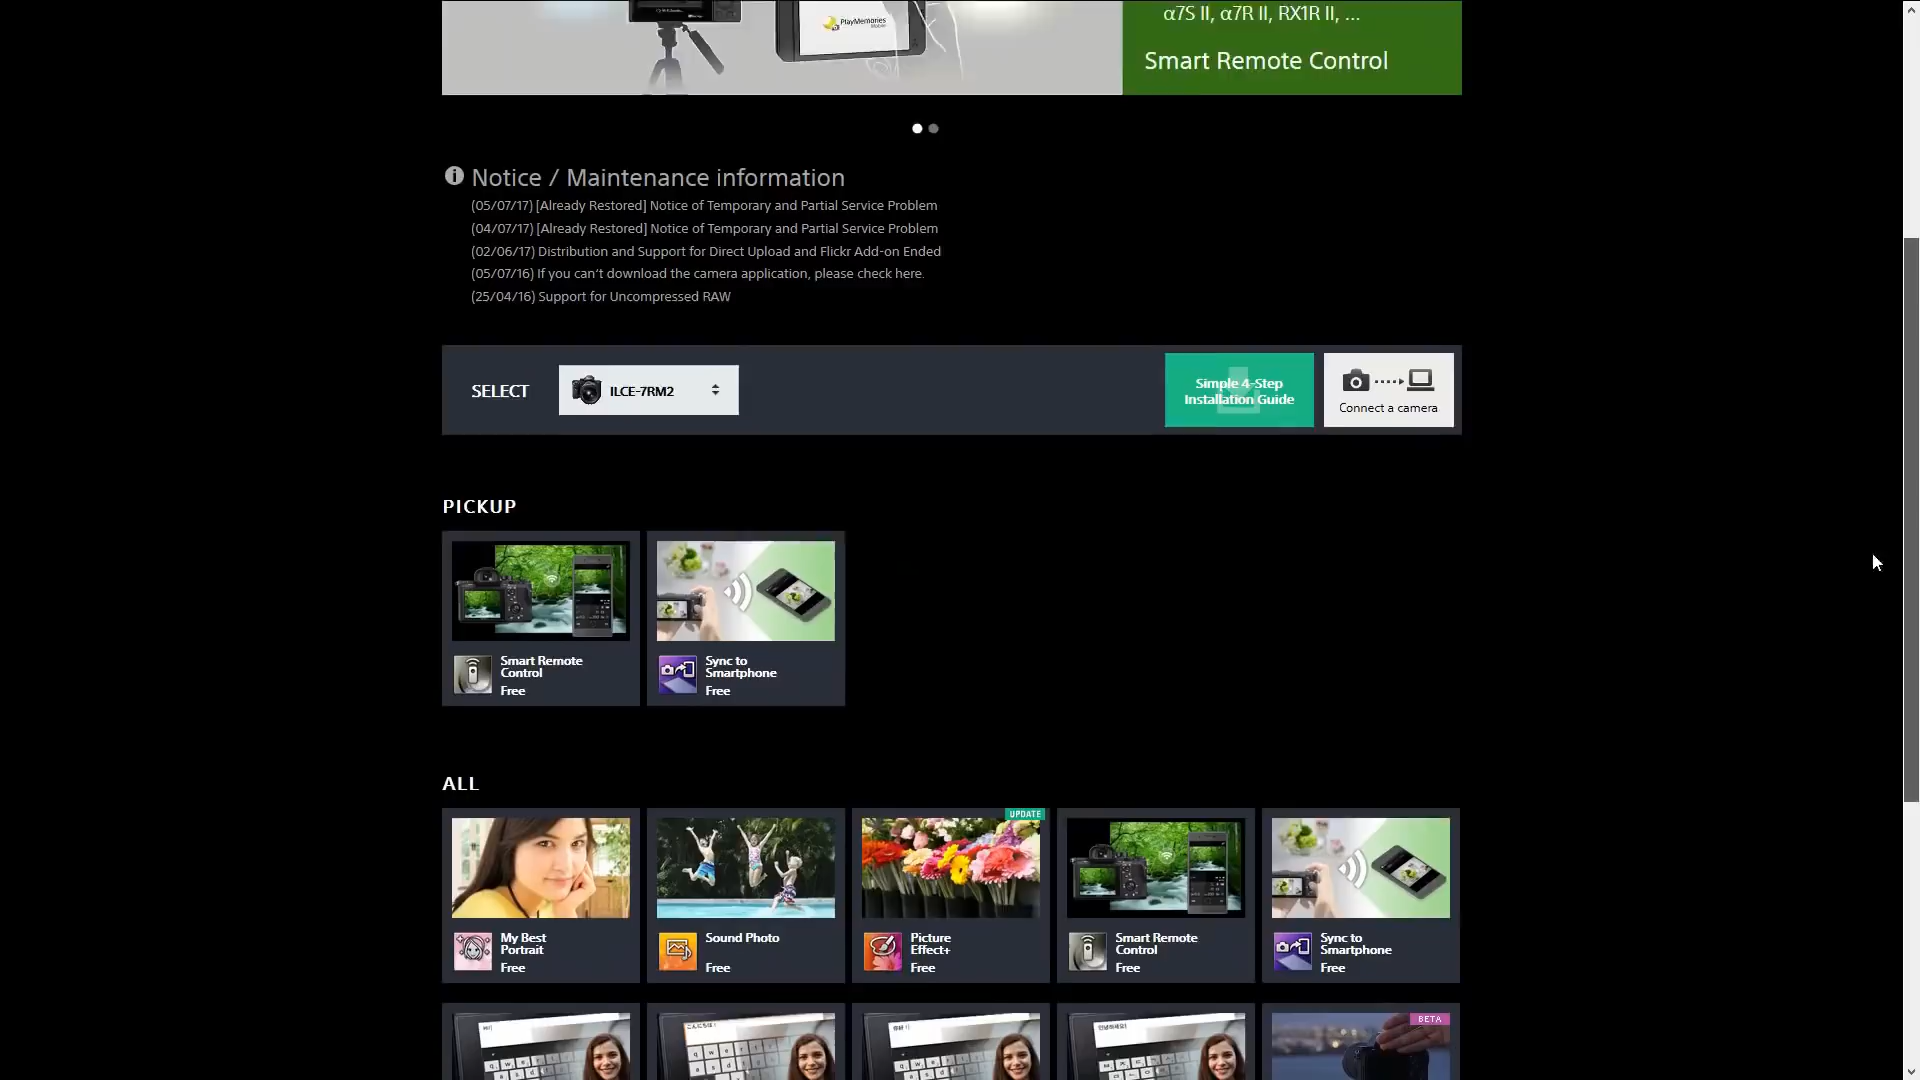 α7S II, α7R II, RX1R II, ...
PlayMemories
Mobile
Smart Remote Control
Notice / Maintenance information
(05/07/17) [Already Restored] Notice of Temporary and Partial Service Problem
(04/07/17) [Already Restored] Notice of Temporary and Partial Service Problem
(02/06/17) Distribution and Support for Direct Upload and Flickr Add-on Ended
(05/07/16) If you can't download the camera application, please check here.
(25/04/16) Support for Uncompressed RAW
SELECT
ILCE-7RM2
Simple 4-Step
Installation Guide
Connect a camera
PICKUP
Smart Remote
Control
Free
Sync to
Smartphone
Free
ALL
UPDATE
My Best
Portrait
Free
Sound Photo
Free
Picture
Effect+
Free
Smart Remote
Control
Free
Sync to
Smartphone
Free
BETA